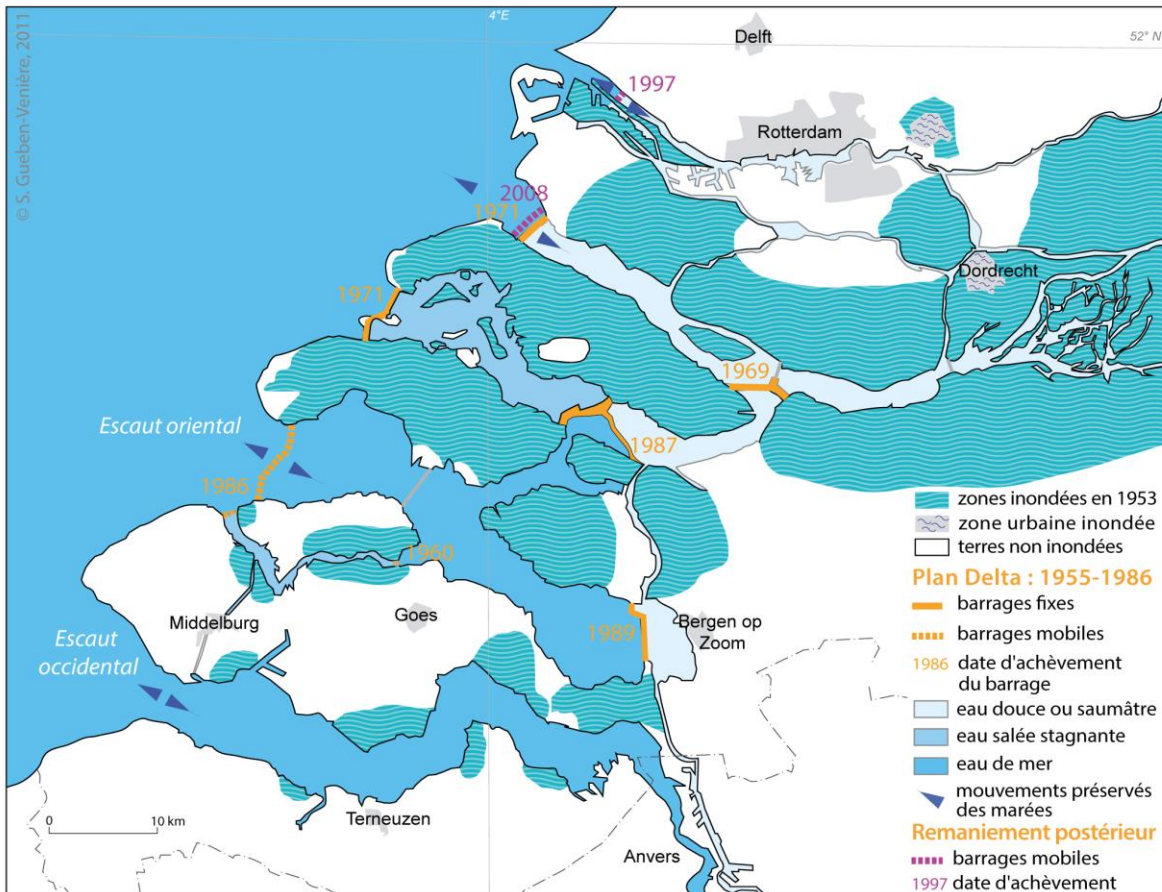 © S. Gueben-Venière, 2011
4°E
52° N
Delft
1997
Rotterdam
2008
1971
Dordrecht
1971
1969
Escaut oriental
1987
1986
1960
Middelburg
Goes
Bergen op
Zoom
1989
Escaut
occidental
Terneuzen
Anvers
0
10 km
zones inondées en 1953
zone urbaine inondée
terres non inondées
Plan Delta : 1955-1986
barrages fixes
barrages mobiles
1986 date d'achèvement
du barrage
eau douce ou saumâtre
eau salée stagnante
eau de mer
mouvements préservés
des marées
Remaniement postérieur
barrages mobiles
1997 date d'achèvement